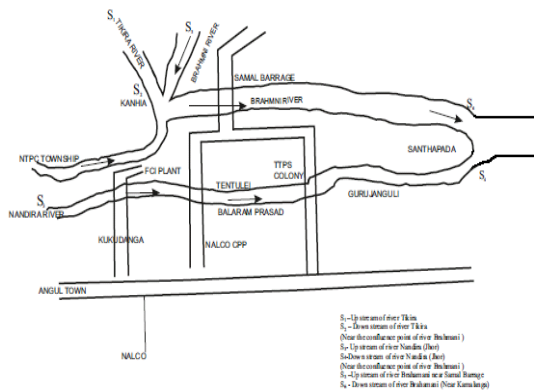 S₁ TIKIRA RIVER
S₅
BRAHMNI RIVER
S₂
KANHIA
SAMAL BARRAGE
BRAHMNI RIVER
S₆
SANTHAPADA
NTPC TOWNSHIP
FCI PLANT
TTPS
COLONY
TENTULEI
GURUJANGULI
S₄
S₃
NANDIRA RIVER
BALARAM PRASAD
KUKUDANGA
NALCO CPP
ANGUL TOWN
NALCO
S₁ -Up stream of river Tikira
S₂ - Down stream of river Tikira
(Near the confluence point of river Brahmani )
S₃- Up stream of river Nandira (Jhor)
S4-Down stream of river Nandira (Jhor)
(Near the confluence point of river Brahmani )
S₅ -Up stream of river Brahamani near Samal Barrage
S₆ - Down stream of river Brahamani (Near Kamalanga)